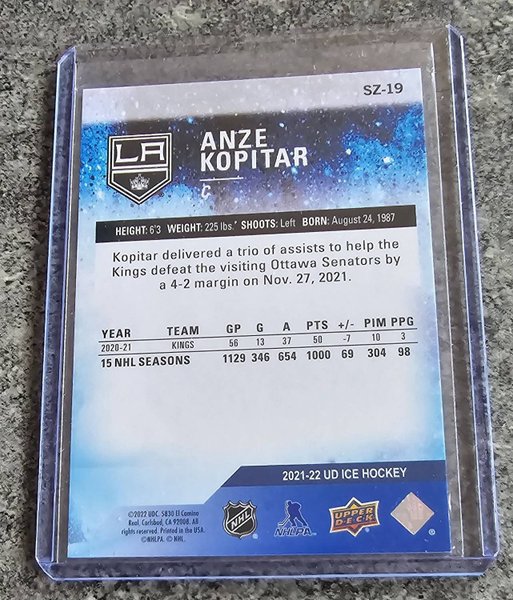 SZ-19
LA
ANZE
KOPITAR
C
HEIGHT: 6'3 WEIGHT: 225 lbs. SHOOTS: Left BORN: August 24, 1987
Kopitar delivered a trio of assists to help the
Kings defeat the visiting Ottawa Senators by
a 4-2 margin on Nov. 27, 2021.
YEAR TEAM GP G A PTS +/- PIM PPG
2020-21 KINGS 56 13 37 50 -7 10 3
15 NHL SEASONS 1129 346 654 1000 69 304 98
2021-22 UD ICE HOCKEY
©2022 UDC. 5830 El Camino
Real, Carlsbad, CA 92008. All
rights reserved. Printed in the USA.
©NHLPA. © NHL.
NHL
NHLPA
UPPER
DECK